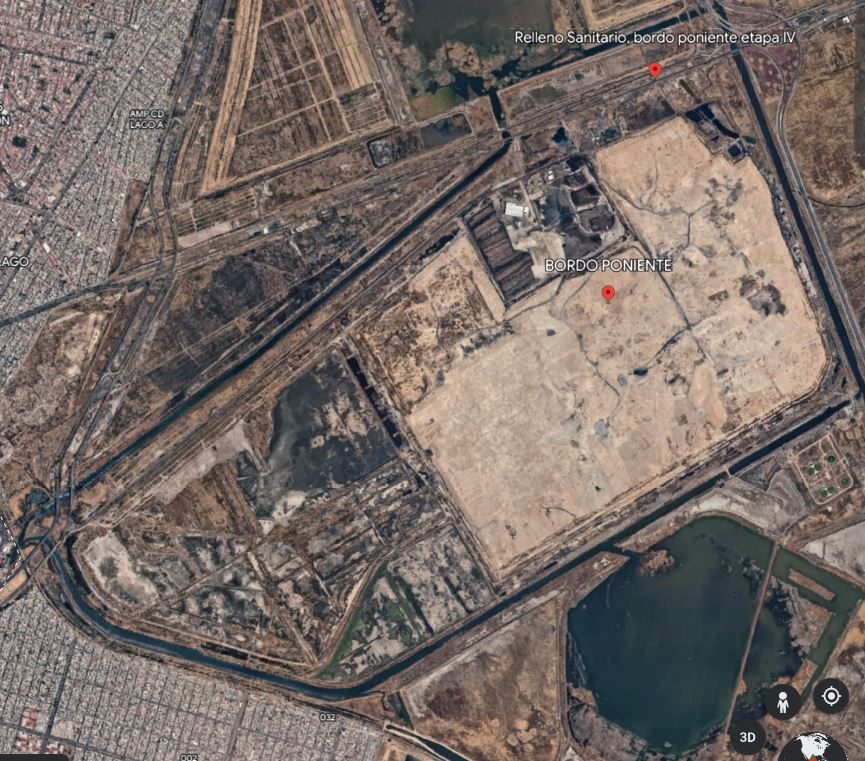 Relleno Sanitario, bordo poniente etapa IV
AMP CD
LAGO A
LAGO
BORDO PONIENTE
032
002
3D